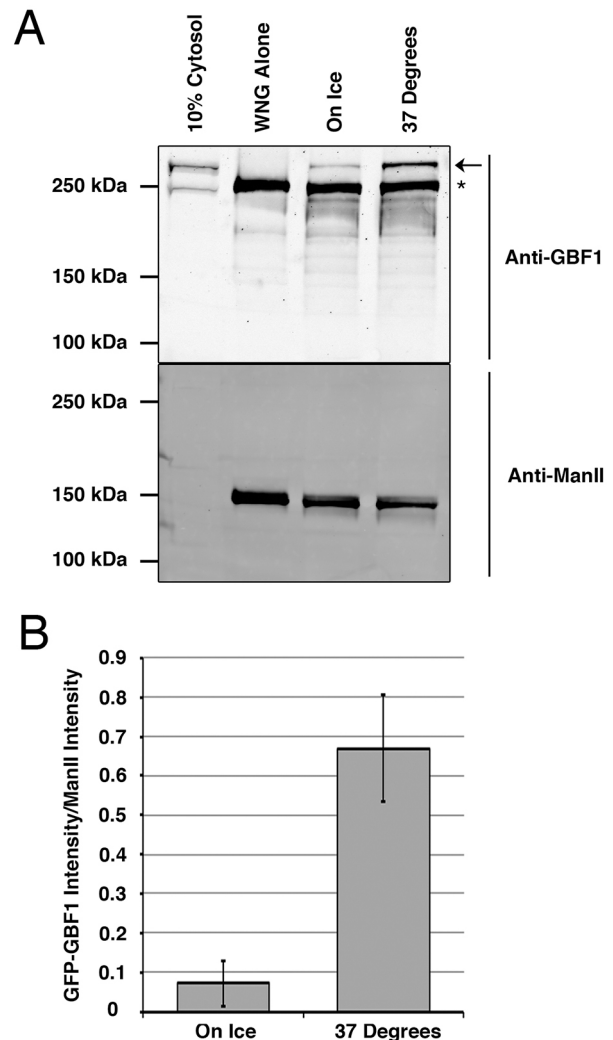 A
10% Cytosol
WNG Alone
On Ice
37 Degrees
250 kDa
*
150 kDa
100 kDa
Anti-GBF1
250 kDa
150 kDa
100 kDa
Anti-ManII
B
GFP-GBF1 Intensity/ManII Intensity
0.9
0.8
0.7
0.6
0.5
0.4
0.3
0.2
0.1
0
On Ice
37 Degrees